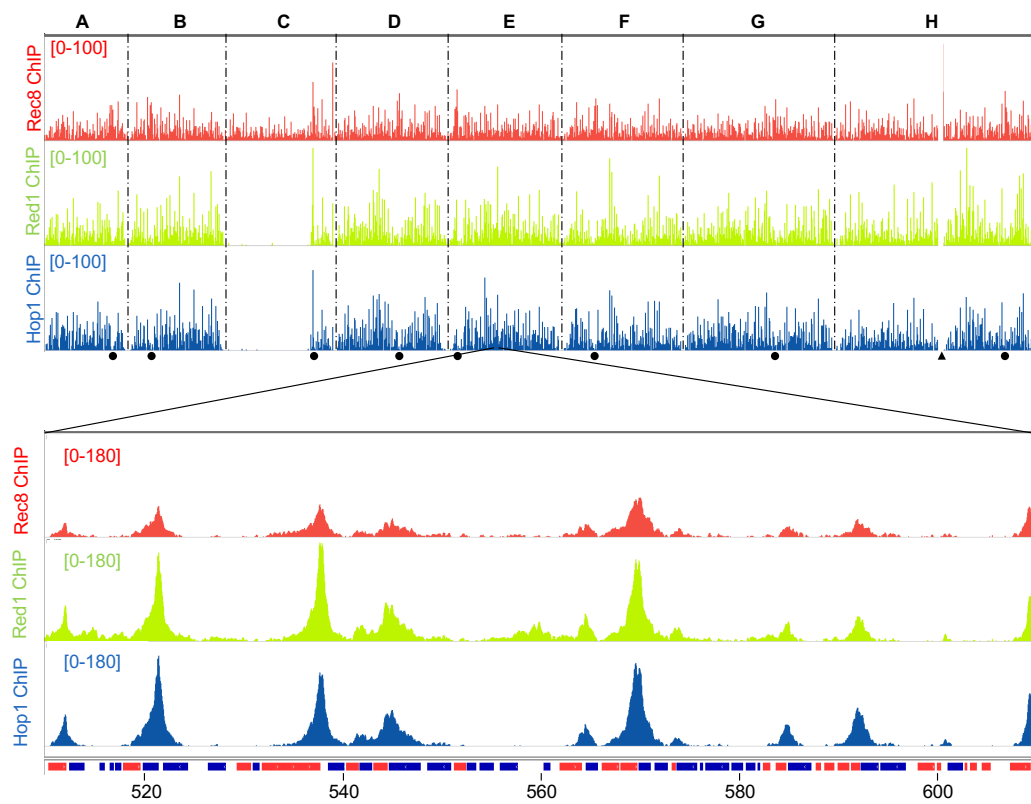 A B C D E F G H
Rec8 ChIP [0-100]
Red1 ChIP [0-100]
Hop1 ChIP [0-100]
Rec8 ChIP [0-180]
Red1 ChIP [0-180]
Hop1 ChIP [0-180]
520 540 560 580 600